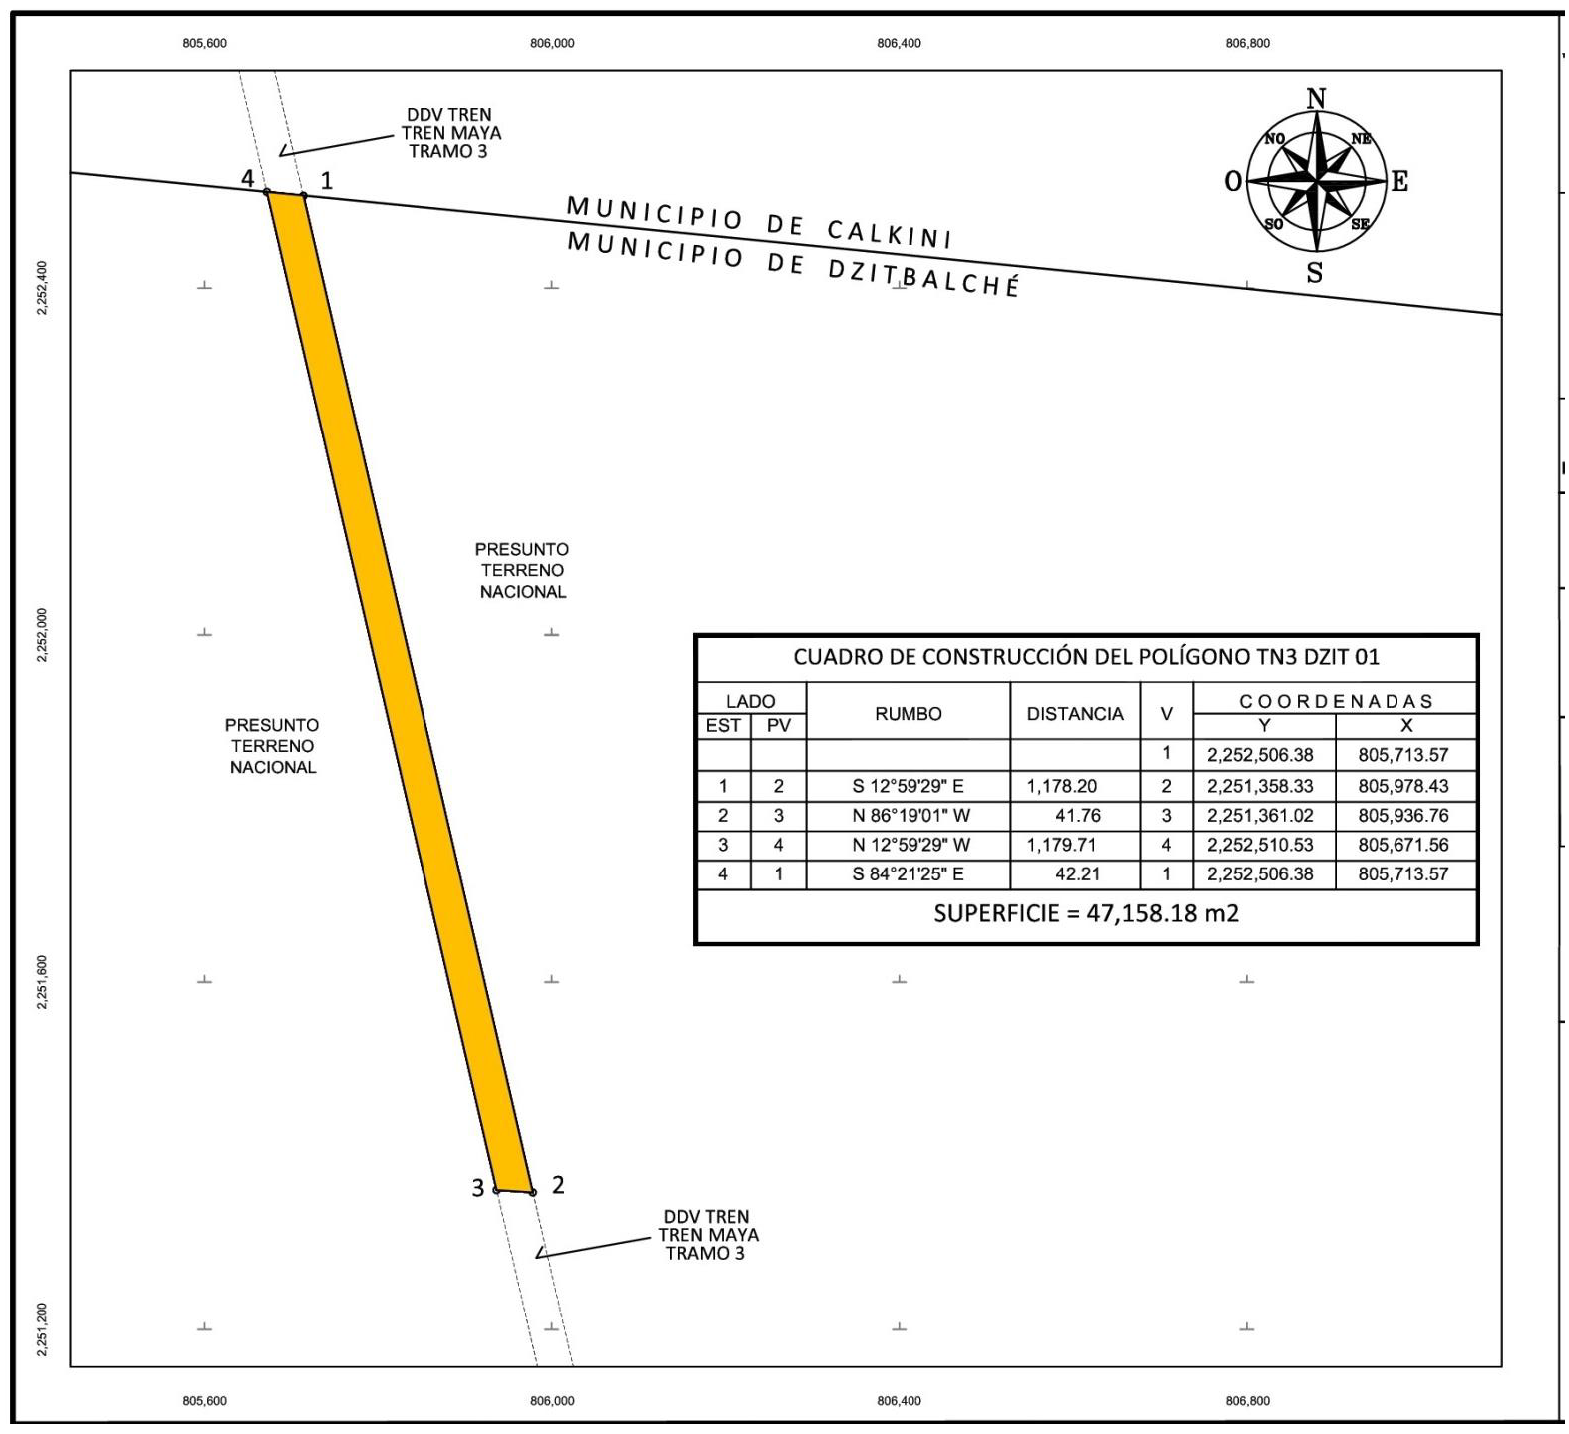 805,600 806,000 806,400 806,800
DDV TREN
TREN MAYA
TRAMO 3
N
NO NE
O E
SO SE
S
4 1
MUNICIPIO DE CALKINI
MUNICIPIO DE DZITBALCHÉ
2,252,400
PRESUNTO
TERRENO
NACIONAL
2,252,000
PRESUNTO
TERRENO
NACIONAL
CUADRO DE CONSTRUCCIÓN DEL POLÍGONO TN3 DZIT 01
LADO RUMBO DISTANCIA V COORDENADAS
EST PV Y X
1 2,252,506.38 805,713.57
1 2 S 12°59'29" E 1,178.20 2 2,251,358.33 805,978.43
2 3 N 86°19'01" W 41.76 3 2,251,361.02 805,936.76
3 4 N 12°59'29" W 1,179.71 4 2,252,510.53 805,671.56
4 1 S 84°21'25" E 42.21 1 2,252,506.38 805,713.57
SUPERFICIE = 47,158.18 m2
2,251,600
3 2
DDV TREN
TREN MAYA
TRAMO 3
2,251,200
805,600 806,000 806,400 806,800